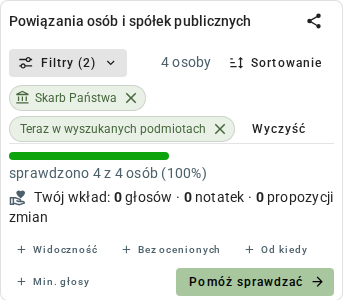 Powiązania osób i spółek publicznych
Filtry (2) 4 osoby Sortowanie
Skarb Państwa
Teraz w wyszukanych podmiotach Wyczyść
sprawdzono 4 z 4 osób (100%)
Twój wkład: 0 głosów · 0 notatek · 0 propozycji
zmian
+ Widoczność + Bez ocenionych + Od kiedy
+ Min. głosy Pomóż sprawdzać →